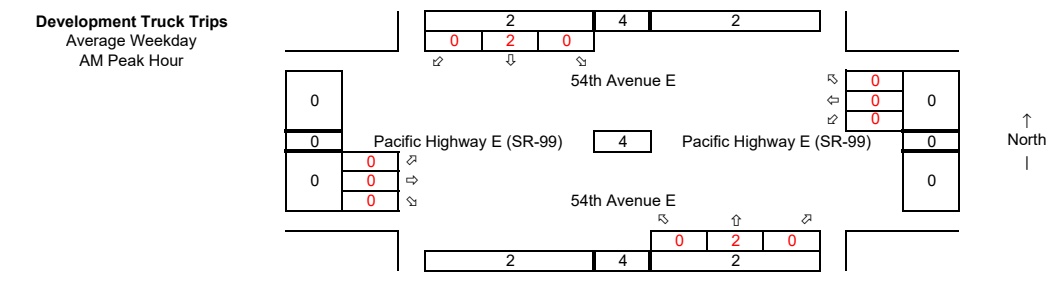 Development Truck Trips
Average Weekday
AM Peak Hour
2 4 2
0 2 0
⬃ ⇩ ⬂
54th Avenue E
⬁ 0
0 ⇦ 0 0
⬃ 0
0 Pacific Highway E (SR-99) 4 Pacific Highway E (SR-99) 0
↑
North
|
0 ⬀
0 0 ⇨ 0
0 ⬂
54th Avenue E
⬁ ⇧ ⬀
0 2 0
2 4 2